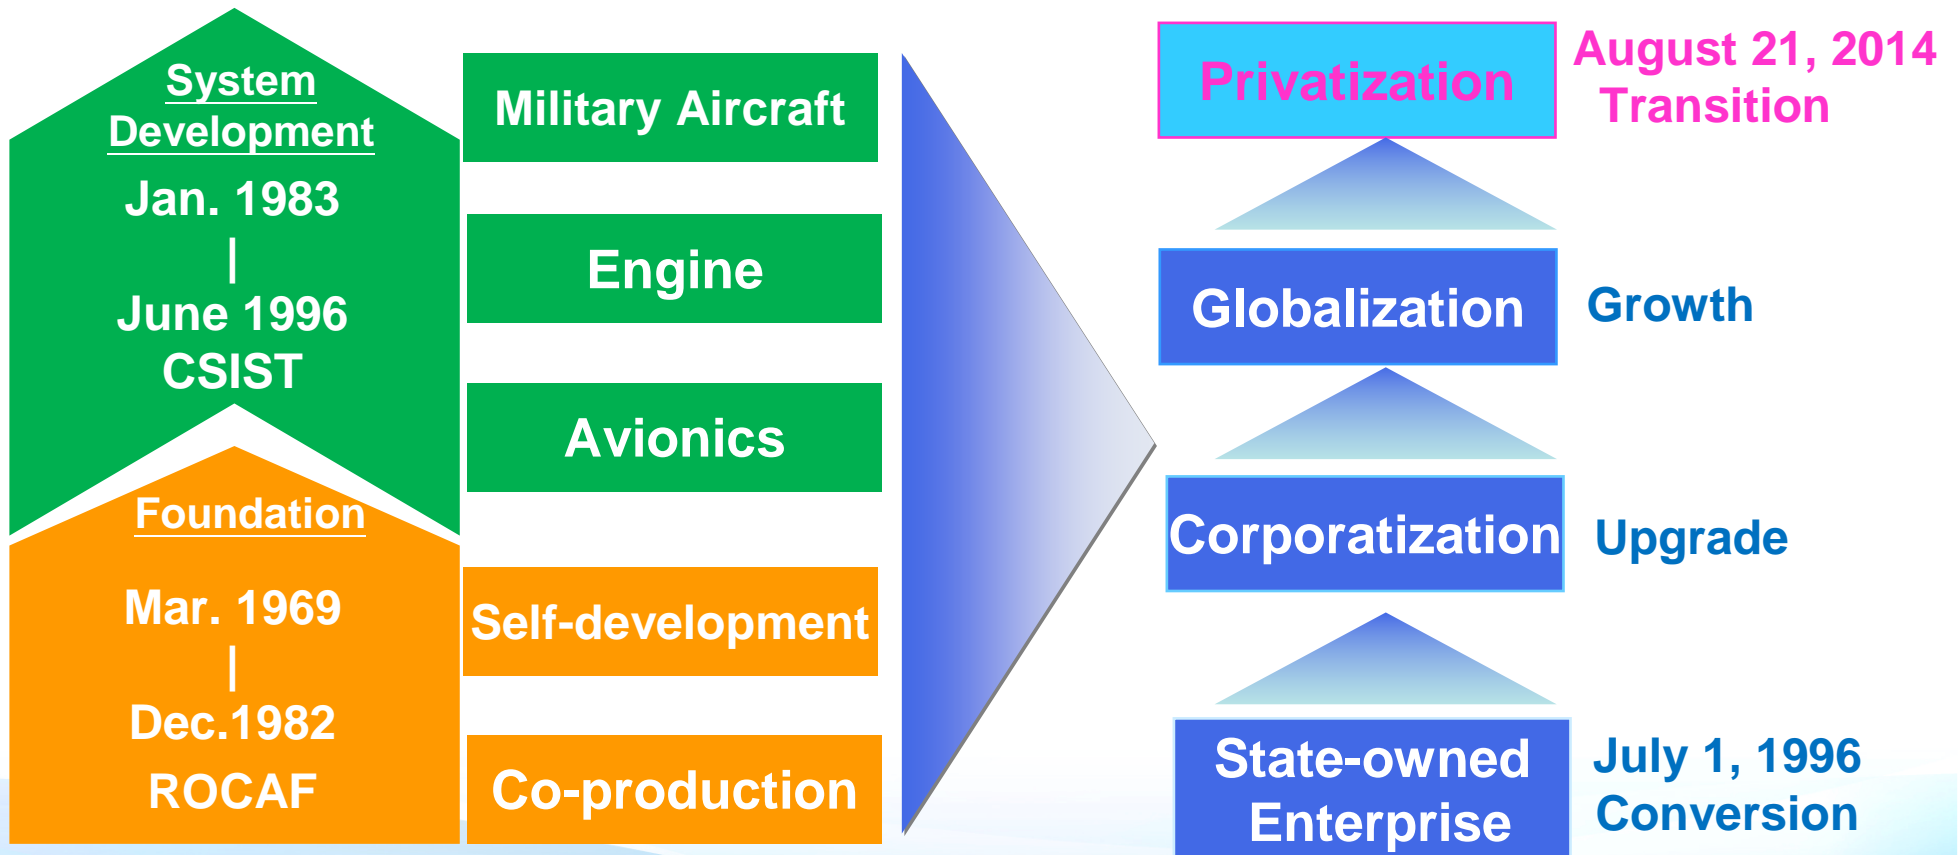 System
Development
Jan. 1983
|
June 1996
CSIST
Foundation
Mar. 1969
|
Dec.1982
ROCAF
Military Aircraft
Engine
Avionics
Self-development
Co-production
Privatization
August 21, 2014
Transition
Globalization
Growth
Corporatization
Upgrade
State-owned
Enterprise
July 1, 1996
Conversion